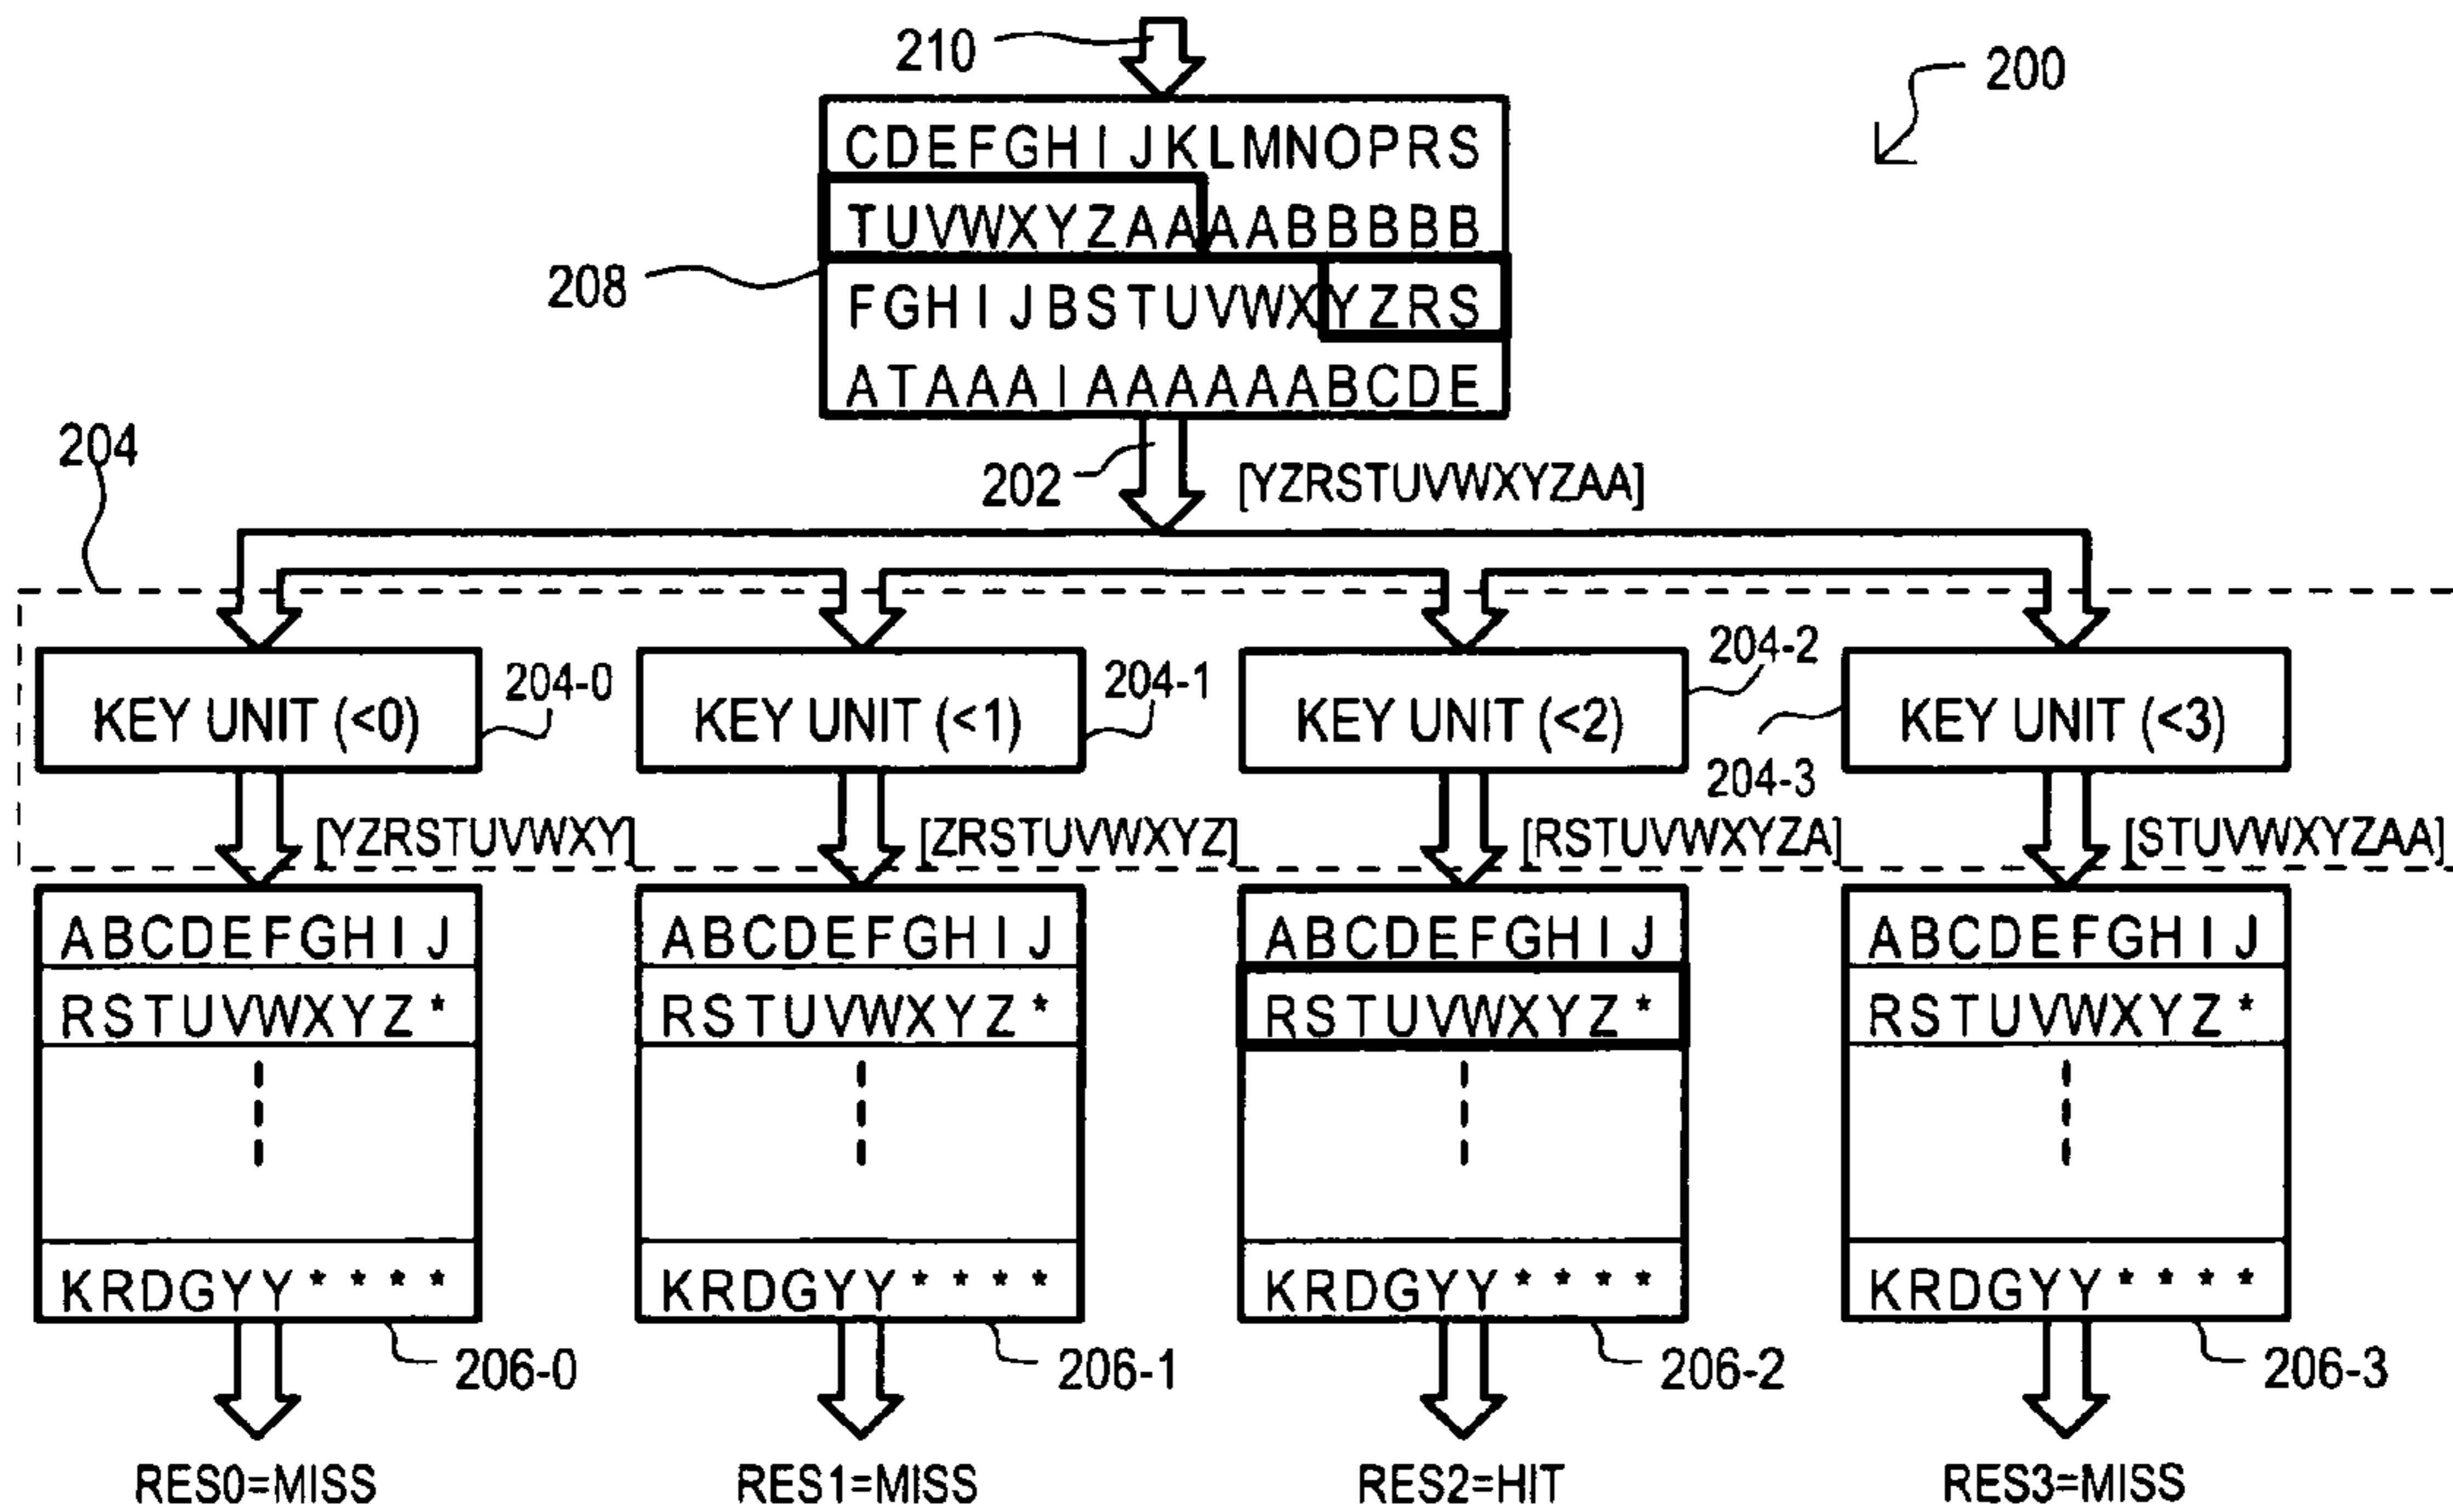 210
200
CDEFGHIJKLMNOPRS
TUVWXYZAAAABBBBB
208
FGHIJBSTUVWXYZRS
ATAAAIAAAAAABCDE
204
202
[YZRSTUVWXYZAA]
KEY UNIT (<0)
204-0
KEY UNIT (<1)
204-1
KEY UNIT (<2)
204-2
KEY UNIT (<3)
204-3
[YZRSTUVWXY]
[ZRSTUVWXYZ]
[RSTUVWXYZA]
[STUVWXYZAA]
ABCDEFGHIJ
ABCDEFGHIJ
ABCDEFGHIJ
ABCDEFGHIJ
RSTUVWXYZ*
RSTUVWXYZ*
RSTUVWXYZ*
RSTUVWXYZ*
KRDGYY****
KRDGYY****
KRDGYY****
KRDGYY****
206-0
206-1
206-2
206-3
RES0=MISS
RES1=MISS
RES2=HIT
RES3=MISS